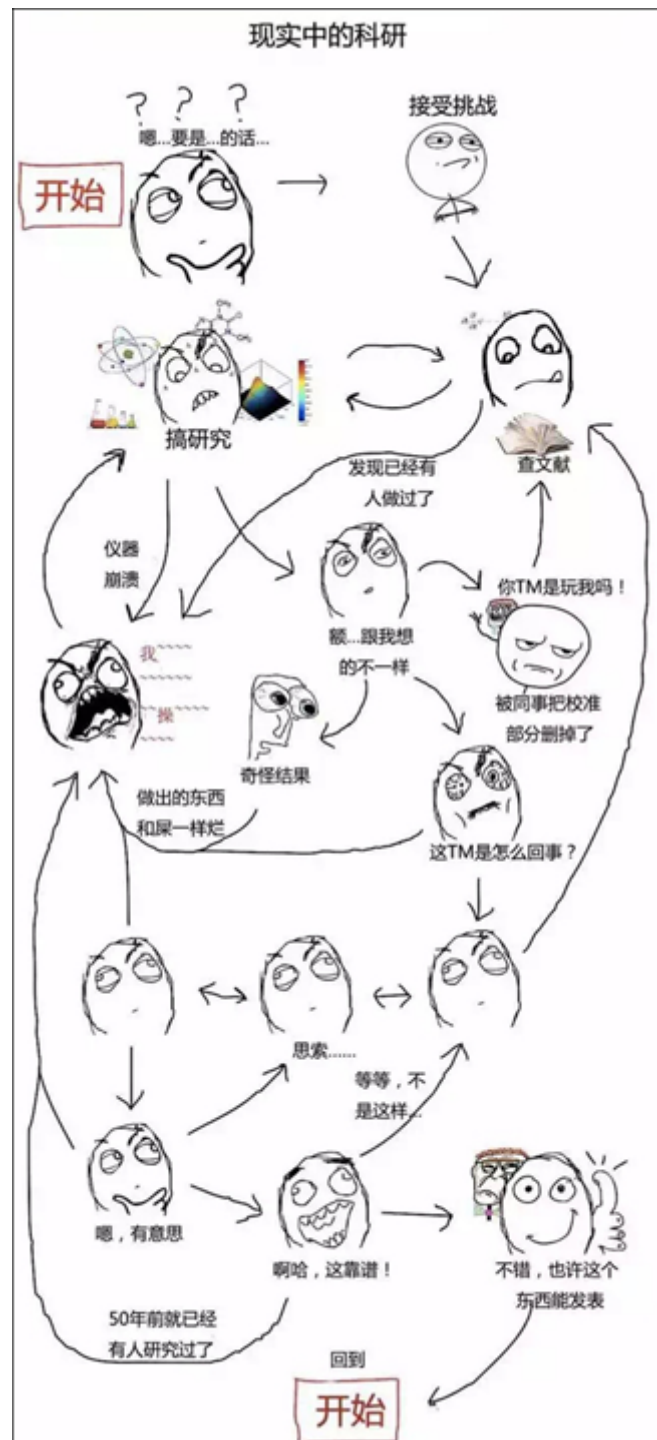 现实中的科研
? ? ?
嗯...要是...的话...
接受挑战
开始
搞研究
查文献
发现已经有
人做过了
仪器
崩溃
你TM是玩我吗！
我
操
额...跟我想
的不一样
被同事把校准
部分删掉了
奇怪结果
做出的东西
和屎一样烂
这TM是怎么回事？
思索......
等等，不
是这样...
嗯，有意思
啊哈，这靠谱！
不错，也许这个
东西能发表
50年前就已经
有人研究过了
回到
开始